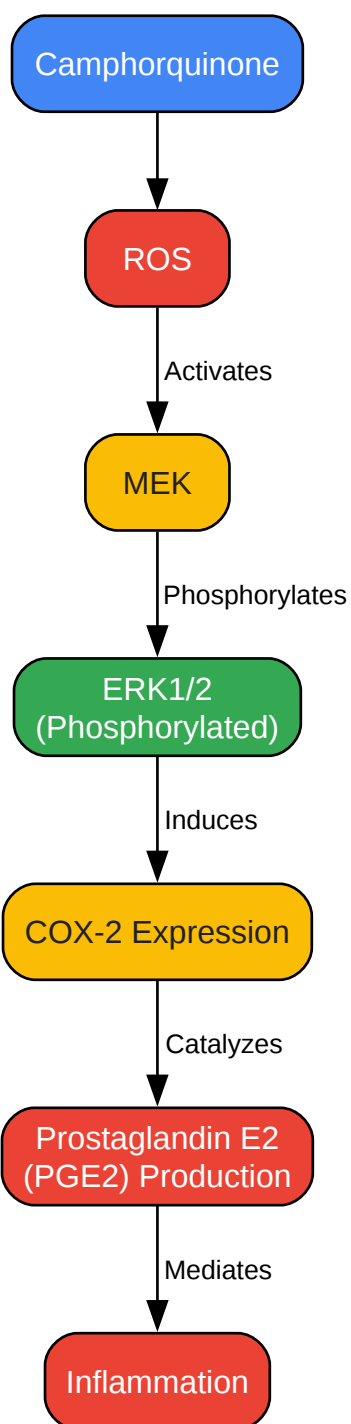 Camphorquinone
ROS
Activates
MEK
Phosphorylates
ERK1/2
(Phosphorylated)
Induces
COX-2 Expression
Catalyzes
Prostaglandin E2
(PGE2) Production
Mediates
Inflammation